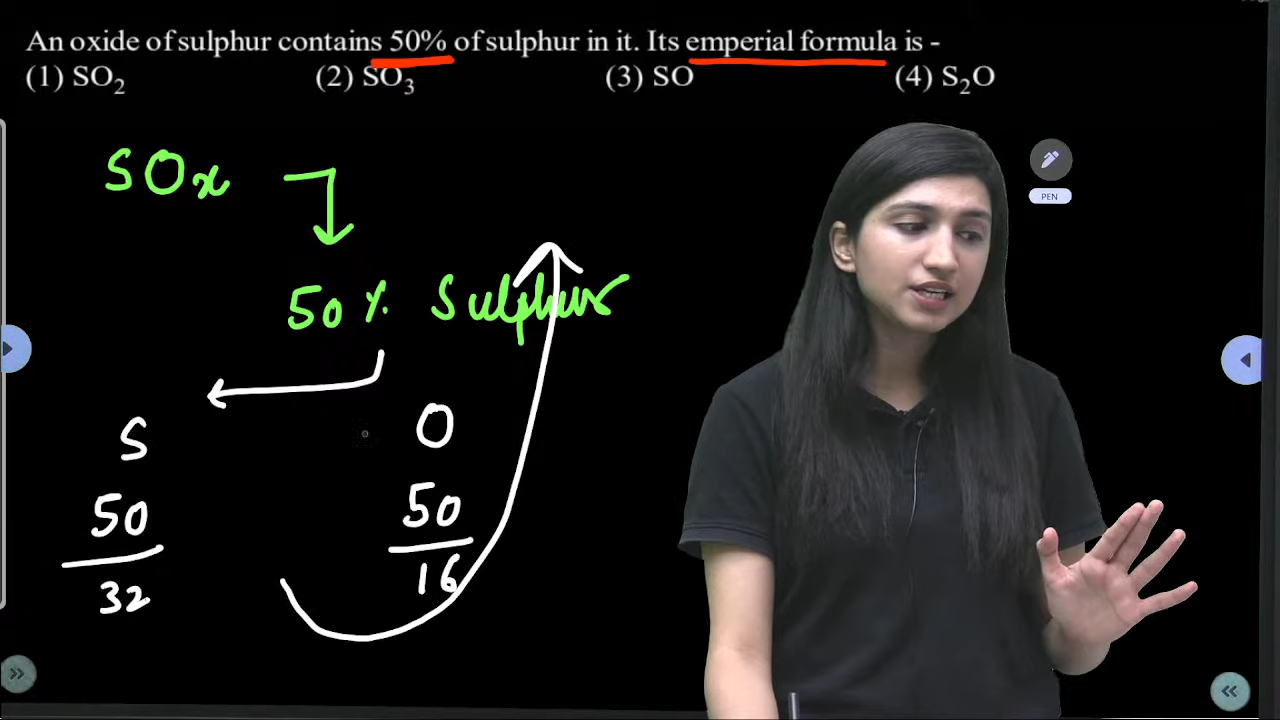 An oxide of sulphur contains 50% of sulphur in it. Its emperial formula is -
(1) SO₂ (2) SO₃ (3) SO (4) S₂O
SOx
PEN
50 % Sulphur
S O
50 50
32 16